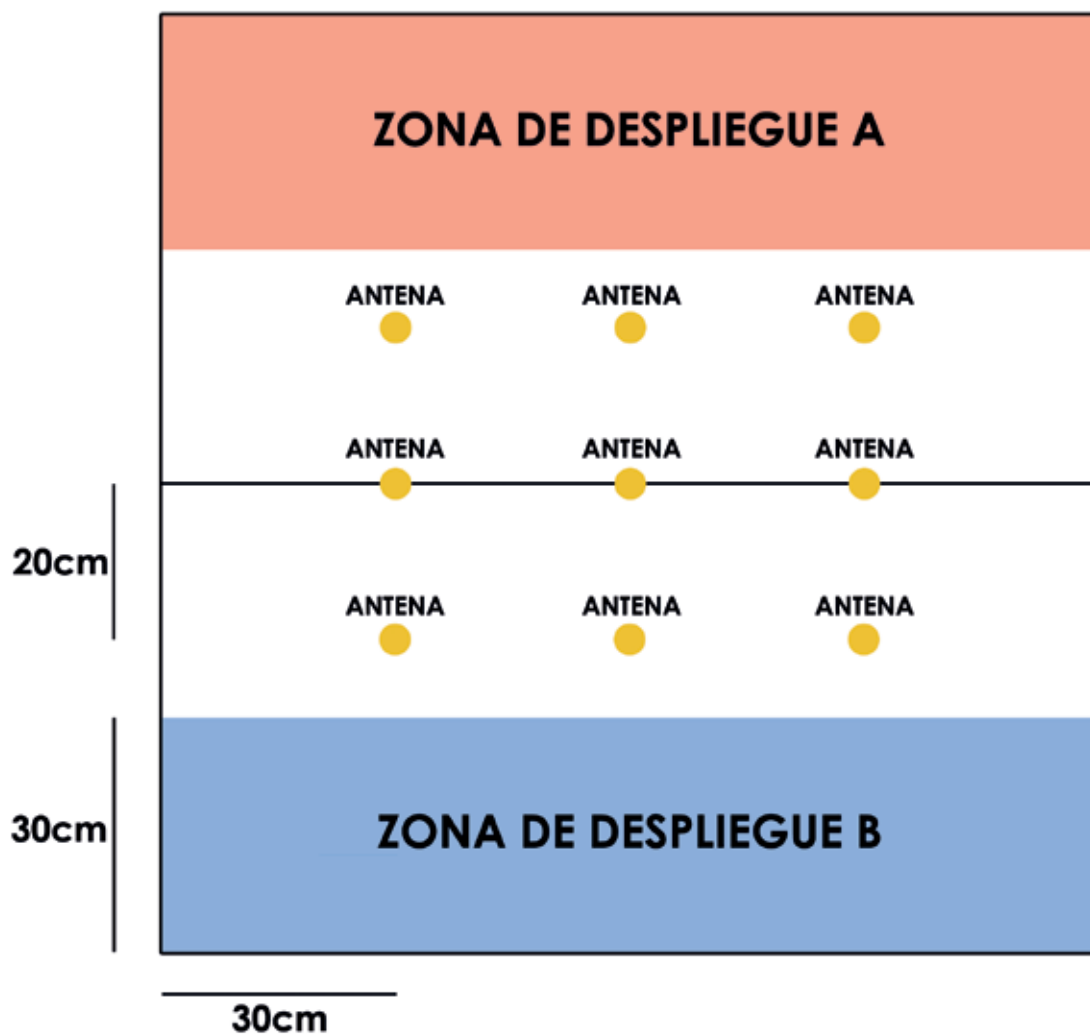 ZONA DE DESPLIEGUE A
ANTENA ANTENA ANTENA
ANTENA ANTENA ANTENA
20cm
ANTENA ANTENA ANTENA
30cm
ZONA DE DESPLIEGUE B
30cm